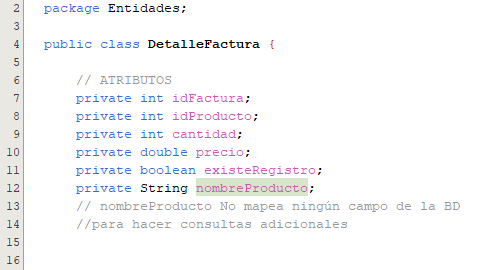 2 package Entidades;
3
4 public class DetalleFactura {
5
6 // ATRIBUTOS
7 private int idFactura;
8 private int idProducto;
9 private int cantidad;
10 private double precio;
11 private boolean existeRegistro;
12 private String nombreProducto;
13 // nombreProducto No mapea ningún campo de la BD
14 //para hacer consultas adicionales
15
16